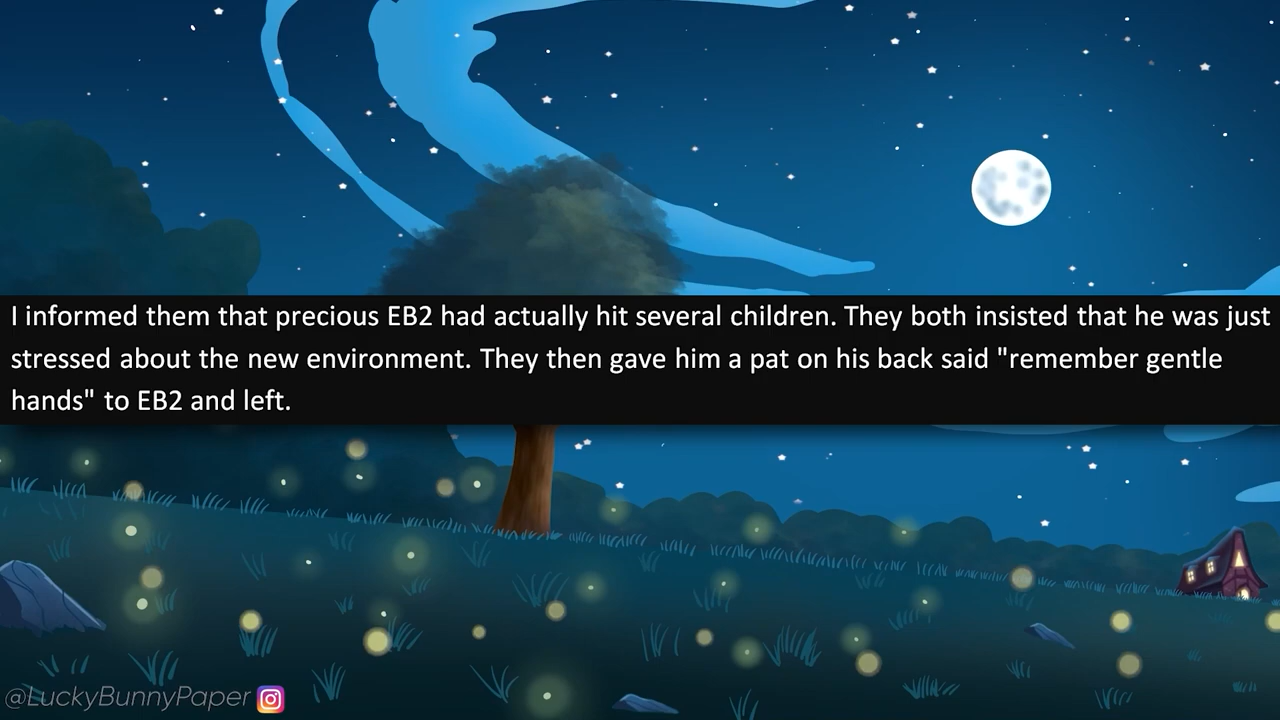 I informed them that precious EB2 had actually hit several children. They both insisted that he was just
stressed about the new environment. They then gave him a pat on his back said "remember gentle
hands" to EB2 and left.
@LuckyBunnyPaper